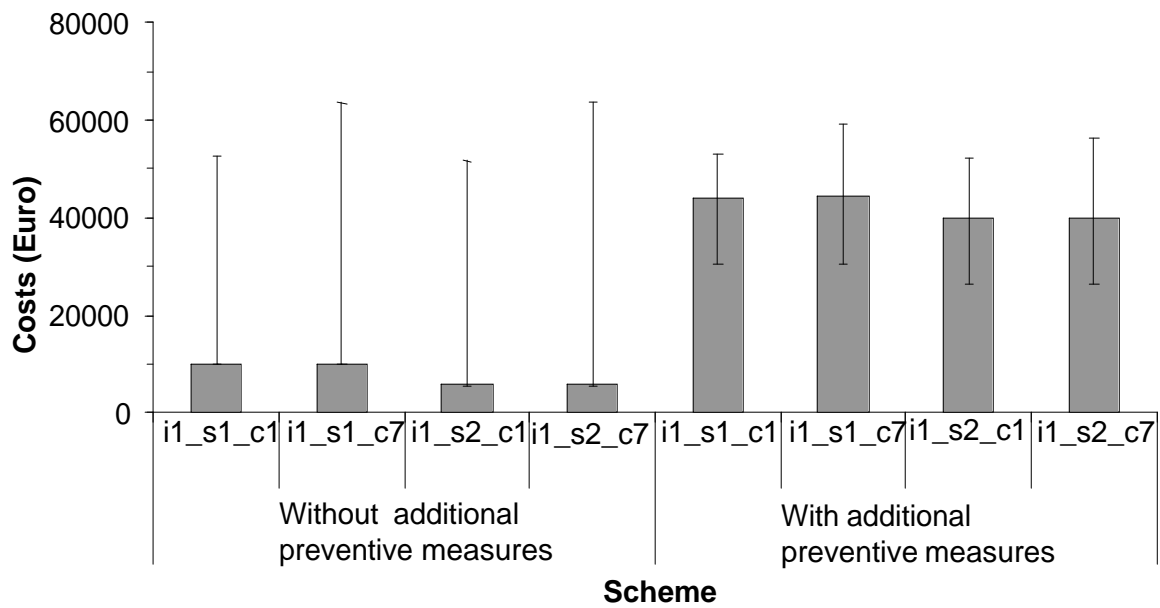 80000
60000
40000
20000
0
Costs (Euro)
i1_s1_c1 i1_s1_c7 i1_s2_c1 i1_s2_c7 i1_s1_c1 i1_s1_c7 i1_s2_c1 i1_s2_c7
Without additional
preventive measures
With additional
preventive measures
Scheme